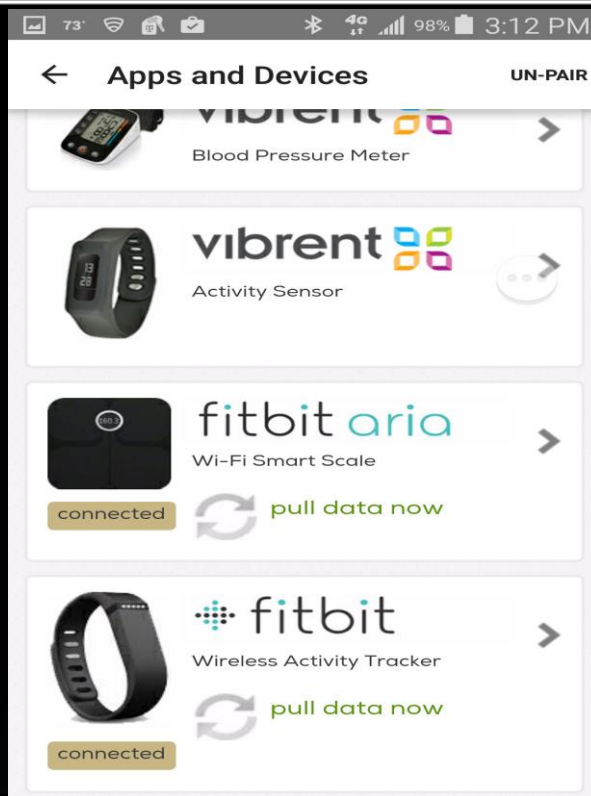 73° 4G 98% 3:12 PM
Apps and Devices UN-PAIR
vibrent
Blood Pressure Meter
vibrent
Activity Sensor
fitbit aria
Wi-Fi Smart Scale
connected pull data now
fitbit
Wireless Activity Tracker
pull data now
connected